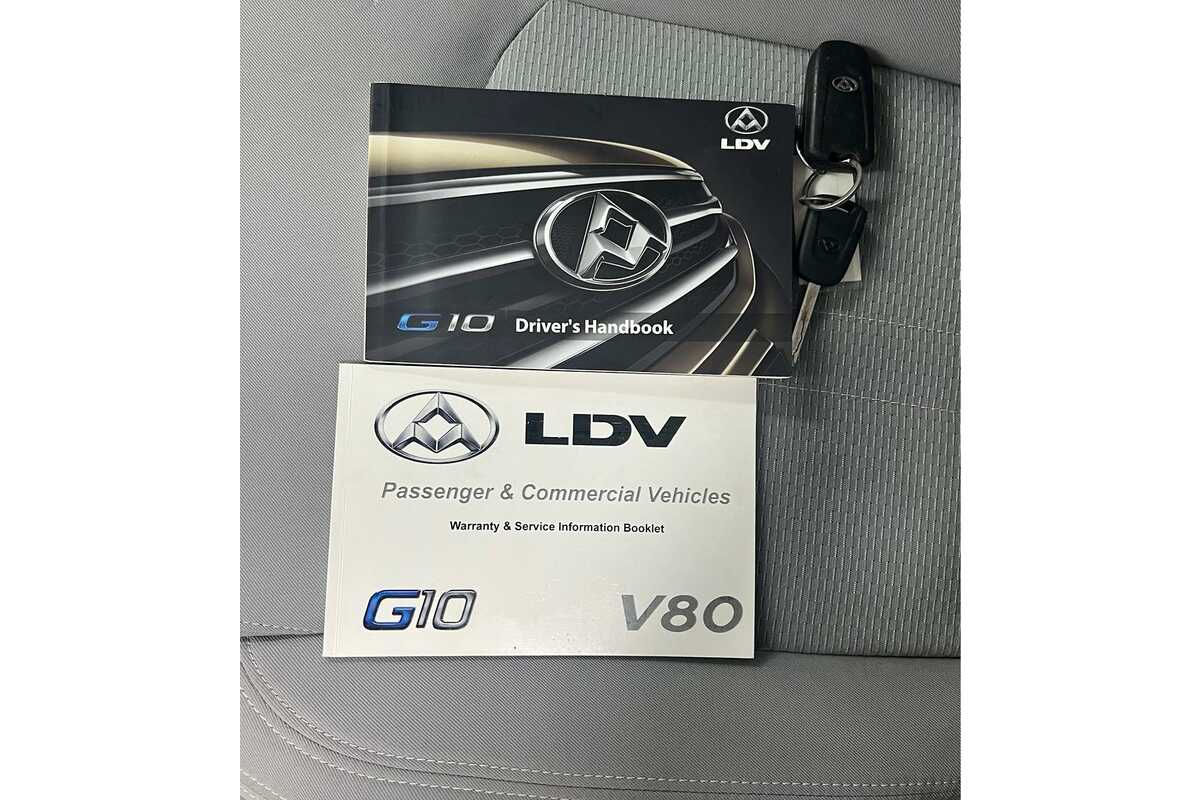 LDV
G10 Driver's Handbook
LDV
Passenger & Commercial Vehicles
Warranty & Service Information Booklet
G10 V80